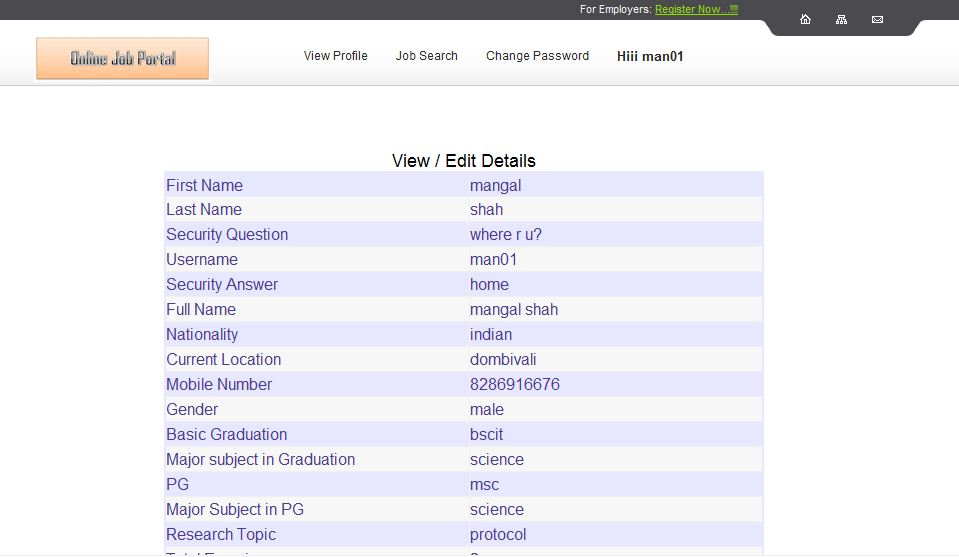 For Employers: Register Now...!!!
Online Job Portal
View Profile Job Search Change Password Hiii man01
View / Edit Details
First Name mangal
Last Name shah
Security Question where r u?
Username man01
Security Answer home
Full Name mangal shah
Nationality indian
Current Location dombivali
Mobile Number 8286916676
Gender male
Basic Graduation bscit
Major subject in Graduation science
PG msc
Major Subject in PG science
Research Topic protocol